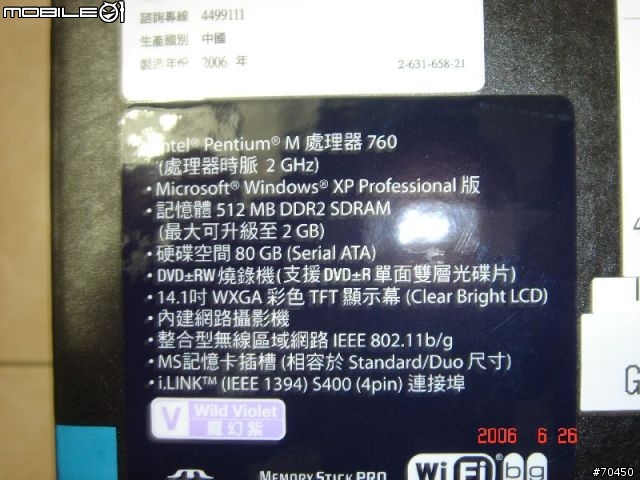 MOBILE01
諮詢專線 4499111
生產國別 中國
製造年份 2006 年
2-631-658-21
Intel® Pentium® M 處理器 760
(處理器時脈 2 GHz)
• Microsoft® Windows® XP Professional 版
• 記憶體 512 MB DDR2 SDRAM
(最大可升級至 2 GB)
• 硬碟空間 80 GB (Serial ATA)
• DVD±RW 燒錄機(支援 DVD±R 單面雙層光碟片)
• 14.1吋 WXGA 彩色 TFT 顯示幕 (Clear Bright LCD)
• 內建網路攝影機
• 整合型無線區域網路 IEEE 802.11b/g
• MS記憶卡插槽 (相容於 Standard/Duo 尺寸)
• i.LINK™ (IEEE 1394) S400 (4pin) 連接埠
V Wild Violet
魔幻紫
2006 6 26
MEMORY STICK PRO
Wi Fi® b g
#70450